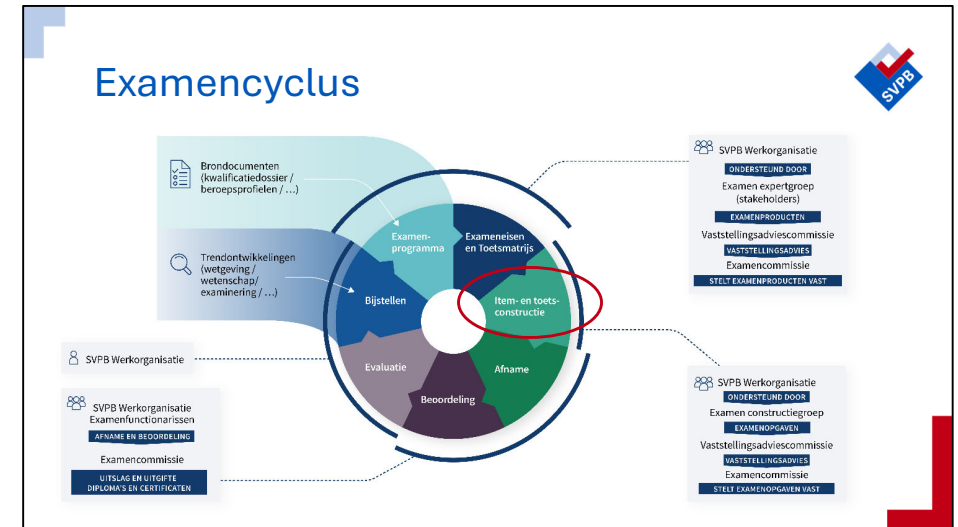 Examencyclus
SVPB
Brondocumenten
(kwalificatiedossier /
beroepsprofielen / ...)
Trendontwikkelingen
(wetgeving /
wetenschap/
examinering / ...)
Examen-
programma
Exameneisen
en Toetsmatrijs
Item- en toets-
constructie
Afname
Beoordeling
Evaluatie
Bijstellen
SVPB Werkorganisatie
SVPB Werkorganisatie
Examenfunctionarissen
AFNAME EN BEOORDELING
Examencommissie
UITSLAG EN UITGIFTE
DIPLOMA'S EN CERTIFICATEN
SVPB Werkorganisatie
ONDERSTEUND DOOR
Examen expertgroep
(stakeholders)
EXAMENPRODUCTEN
Vaststellingsadviescommissie
VASTSTELLINGSADVIES
Examencommissie
STELT EXAMENPRODUCTEN VAST
SVPB Werkorganisatie
ONDERSTEUND DOOR
Examen constructiegroep
EXAMENOPGAVEN
Vaststellingsadviescommissie
VASTSTELLINGSADVIES
Examencommissie
STELT EXAMENOPGAVEN VAST